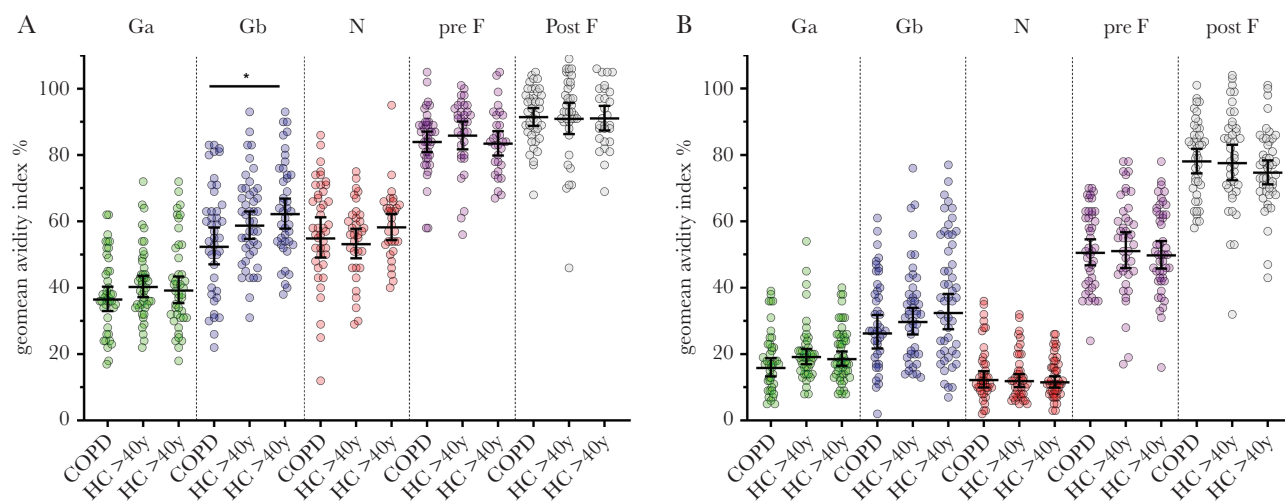 A
Ga
Gb
N
pre F
Post F
geomean avidity index %
100
80
60
40
20
0
*
COPD
HC >40y
HC >40y
COPD
HC >40y
HC >40y
COPD
HC >40y
HC >40y
COPD
HC >40y
HC >40y
COPD
HC >40y
HC >40y
B
Ga
Gb
N
pre F
post F
geomean avidity index %
100
80
60
40
20
0
COPD
HC >40y
HC >40y
COPD
HC >40y
HC >40y
COPD
HC >40y
HC >40y
COPD
HC >40y
HC >40y
COPD
HC >40y
HC >40y